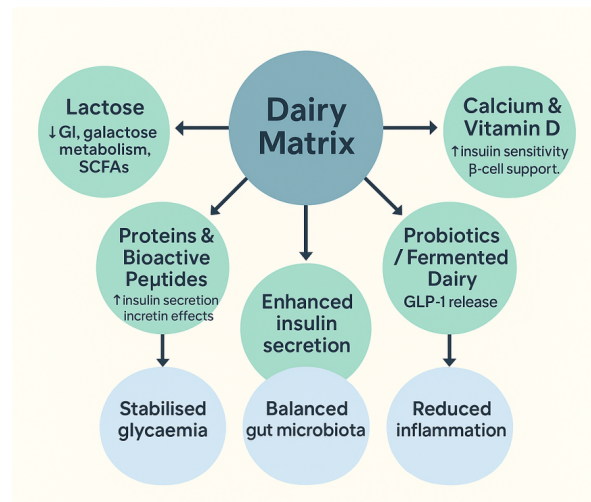 Dairy
Matrix
Lactose
↓GI, galactose
metabolism,
SCFAs
Calcium &
Vitamin D
↑insulin sensitivity
β-cell support.
Proteins &
Bioactive
Peptides
↑insulin secretion
incretin effects
Enhanced
insulin
secretion
Probiotics
/ Fermented
Dairy
GLP-1 release
Stabilised
glycaemia
Balanced
gut microbiota
Reduced
inflammation